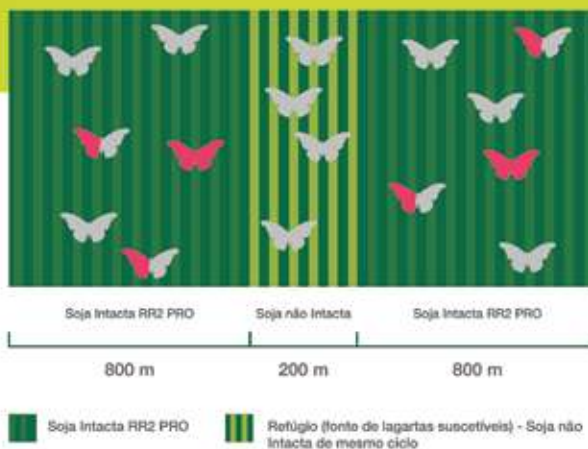 Soja Intacta RR2 PRO
Soja não Intacta
Soja Intacta RR2 PRO
800 m
200 m
800 m
Soja Intacta RR2 PRO
Refúgio (fonte de lagartas suscetíveis) - Soja não
Intacta de mesmo ciclo